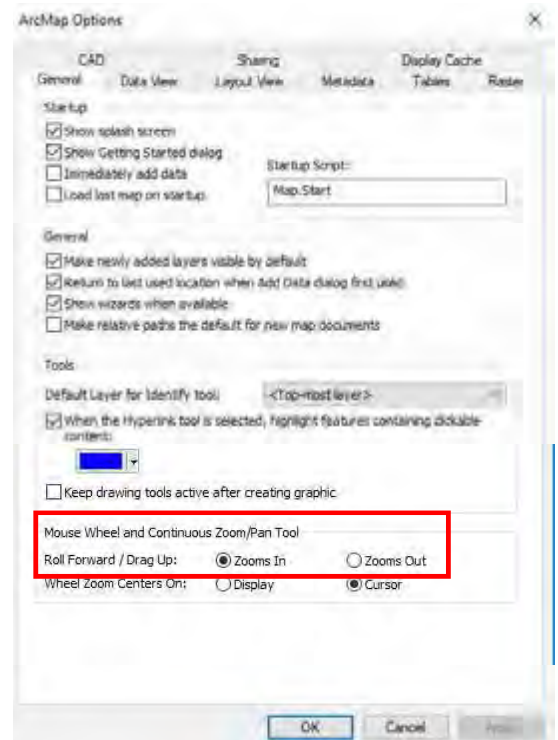 ArcMap Options
CAD Sharing Display Cache
General Data View Layout View Metadata Tables Raster
Startup
Show splash screen
Show Getting Started dialog
Immediately add data
Startup Script:
Load last map on startup
Map.Start
General
Make newly added layers visible by default
Return to last used location when Add Data dialog first used
Show wizards when available
Make relative paths the default for new map documents
Tools
Default Layer for Identify tool: <Top-most layer>
When the Hyperlink tool is selected, highlight features containing clickable
content:
Keep drawing tools active after creating graphic
Mouse Wheel and Continuous Zoom/Pan Tool
Roll Forward / Drag Up: Zooms In Zooms Out
Wheel Zoom Centers On: Display Cursor
OK Cancel Apply